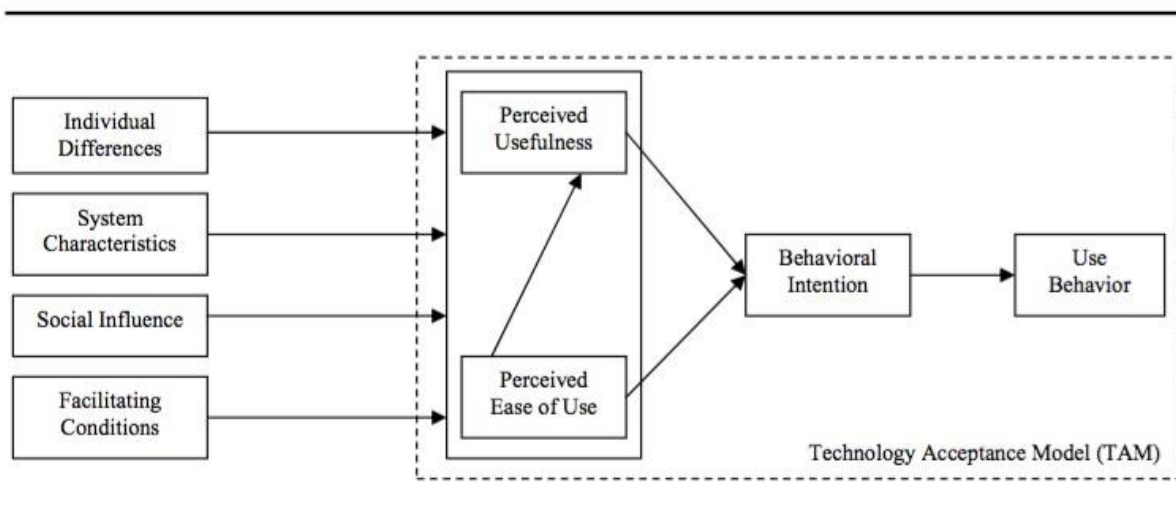 Individual
Differences
System
Characteristics
Social Influence
Facilitating
Conditions
Perceived
Usefulness
Perceived
Ease of Use
Behavioral
Intention
Use
Behavior
Technology Acceptance Model (TAM)